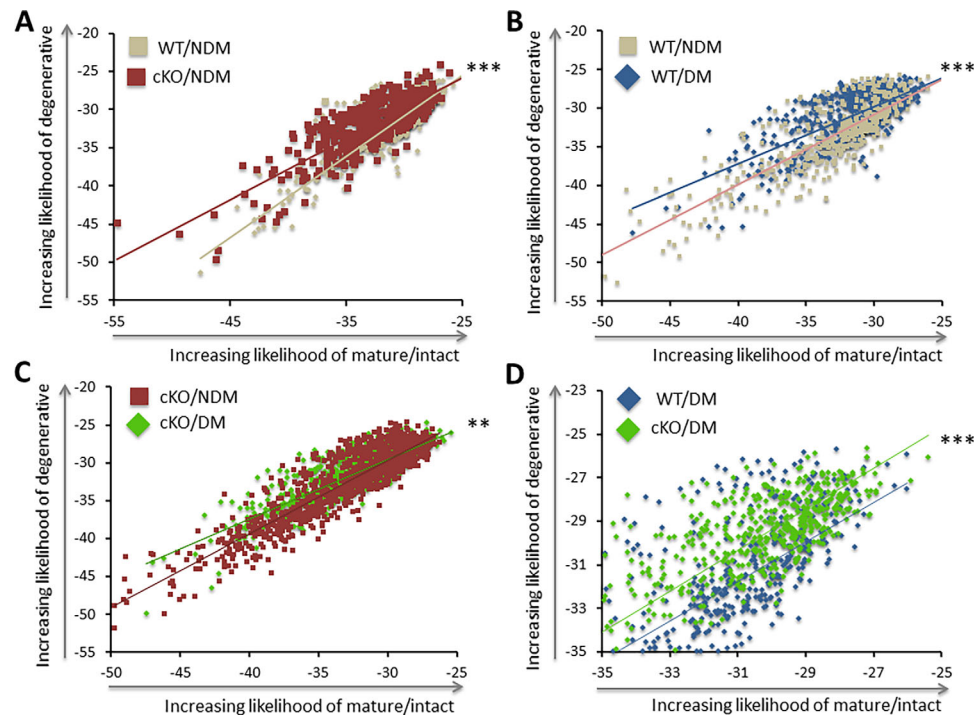 A
Increasing likelihood of degenerative
-20
-25
-30
-35
-40
-45
-50
-55
WT/NDM
cKO/NDM
***
-55
-45
-35
-25
Increasing likelihood of mature/intact
B
Increasing likelihood of degenerative
-20
-25
-30
-35
-40
-45
-50
-55
WT/NDM
WT/DM
***
-50
-45
-40
-35
-30
-25
Increasing likelihood of mature/intact
C
Increasing likelihood of degenerative
-20
-25
-30
-35
-40
-45
-50
-55
cKO/NDM
cKO/DM
**
-50
-45
-40
-35
-30
-25
Increasing likelihood of mature/intact
D
Increasing likelihood of degenerative
-23
-25
-27
-29
-31
-33
-35
WT/DM
cKO/DM
***
-35
-33
-31
-29
-27
-25
Increasing likelihood of mature/intact